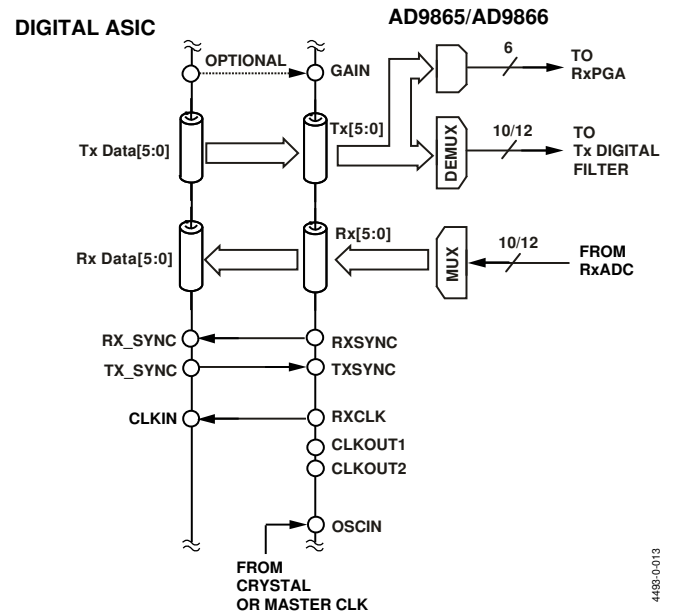 DIGITAL ASIC
AD9865/AD9866
OPTIONAL
GAIN
6
TO
RxPGA
Tx Data[5:0]
Tx[5:0]
DEMUX
10/12
TO
Tx DIGITAL
FILTER
Rx Data[5:0]
Rx[5:0]
MUX
10/12
FROM
RxADC
RX_SYNC
RXSYNC
TX_SYNC
TXSYNC
CLKIN
RXCLK
CLKOUT1
CLKOUT2
OSCIN
FROM
CRYSTAL
OR MASTER CLK
4493-0-013